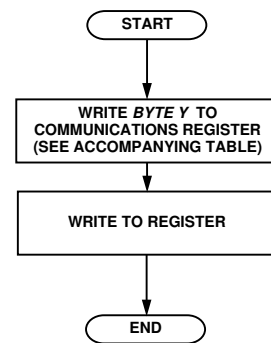 START
WRITE BYTE Y TO
COMMUNICATIONS REGISTER
(SEE ACCOMPANYING TABLE)
WRITE TO REGISTER
END